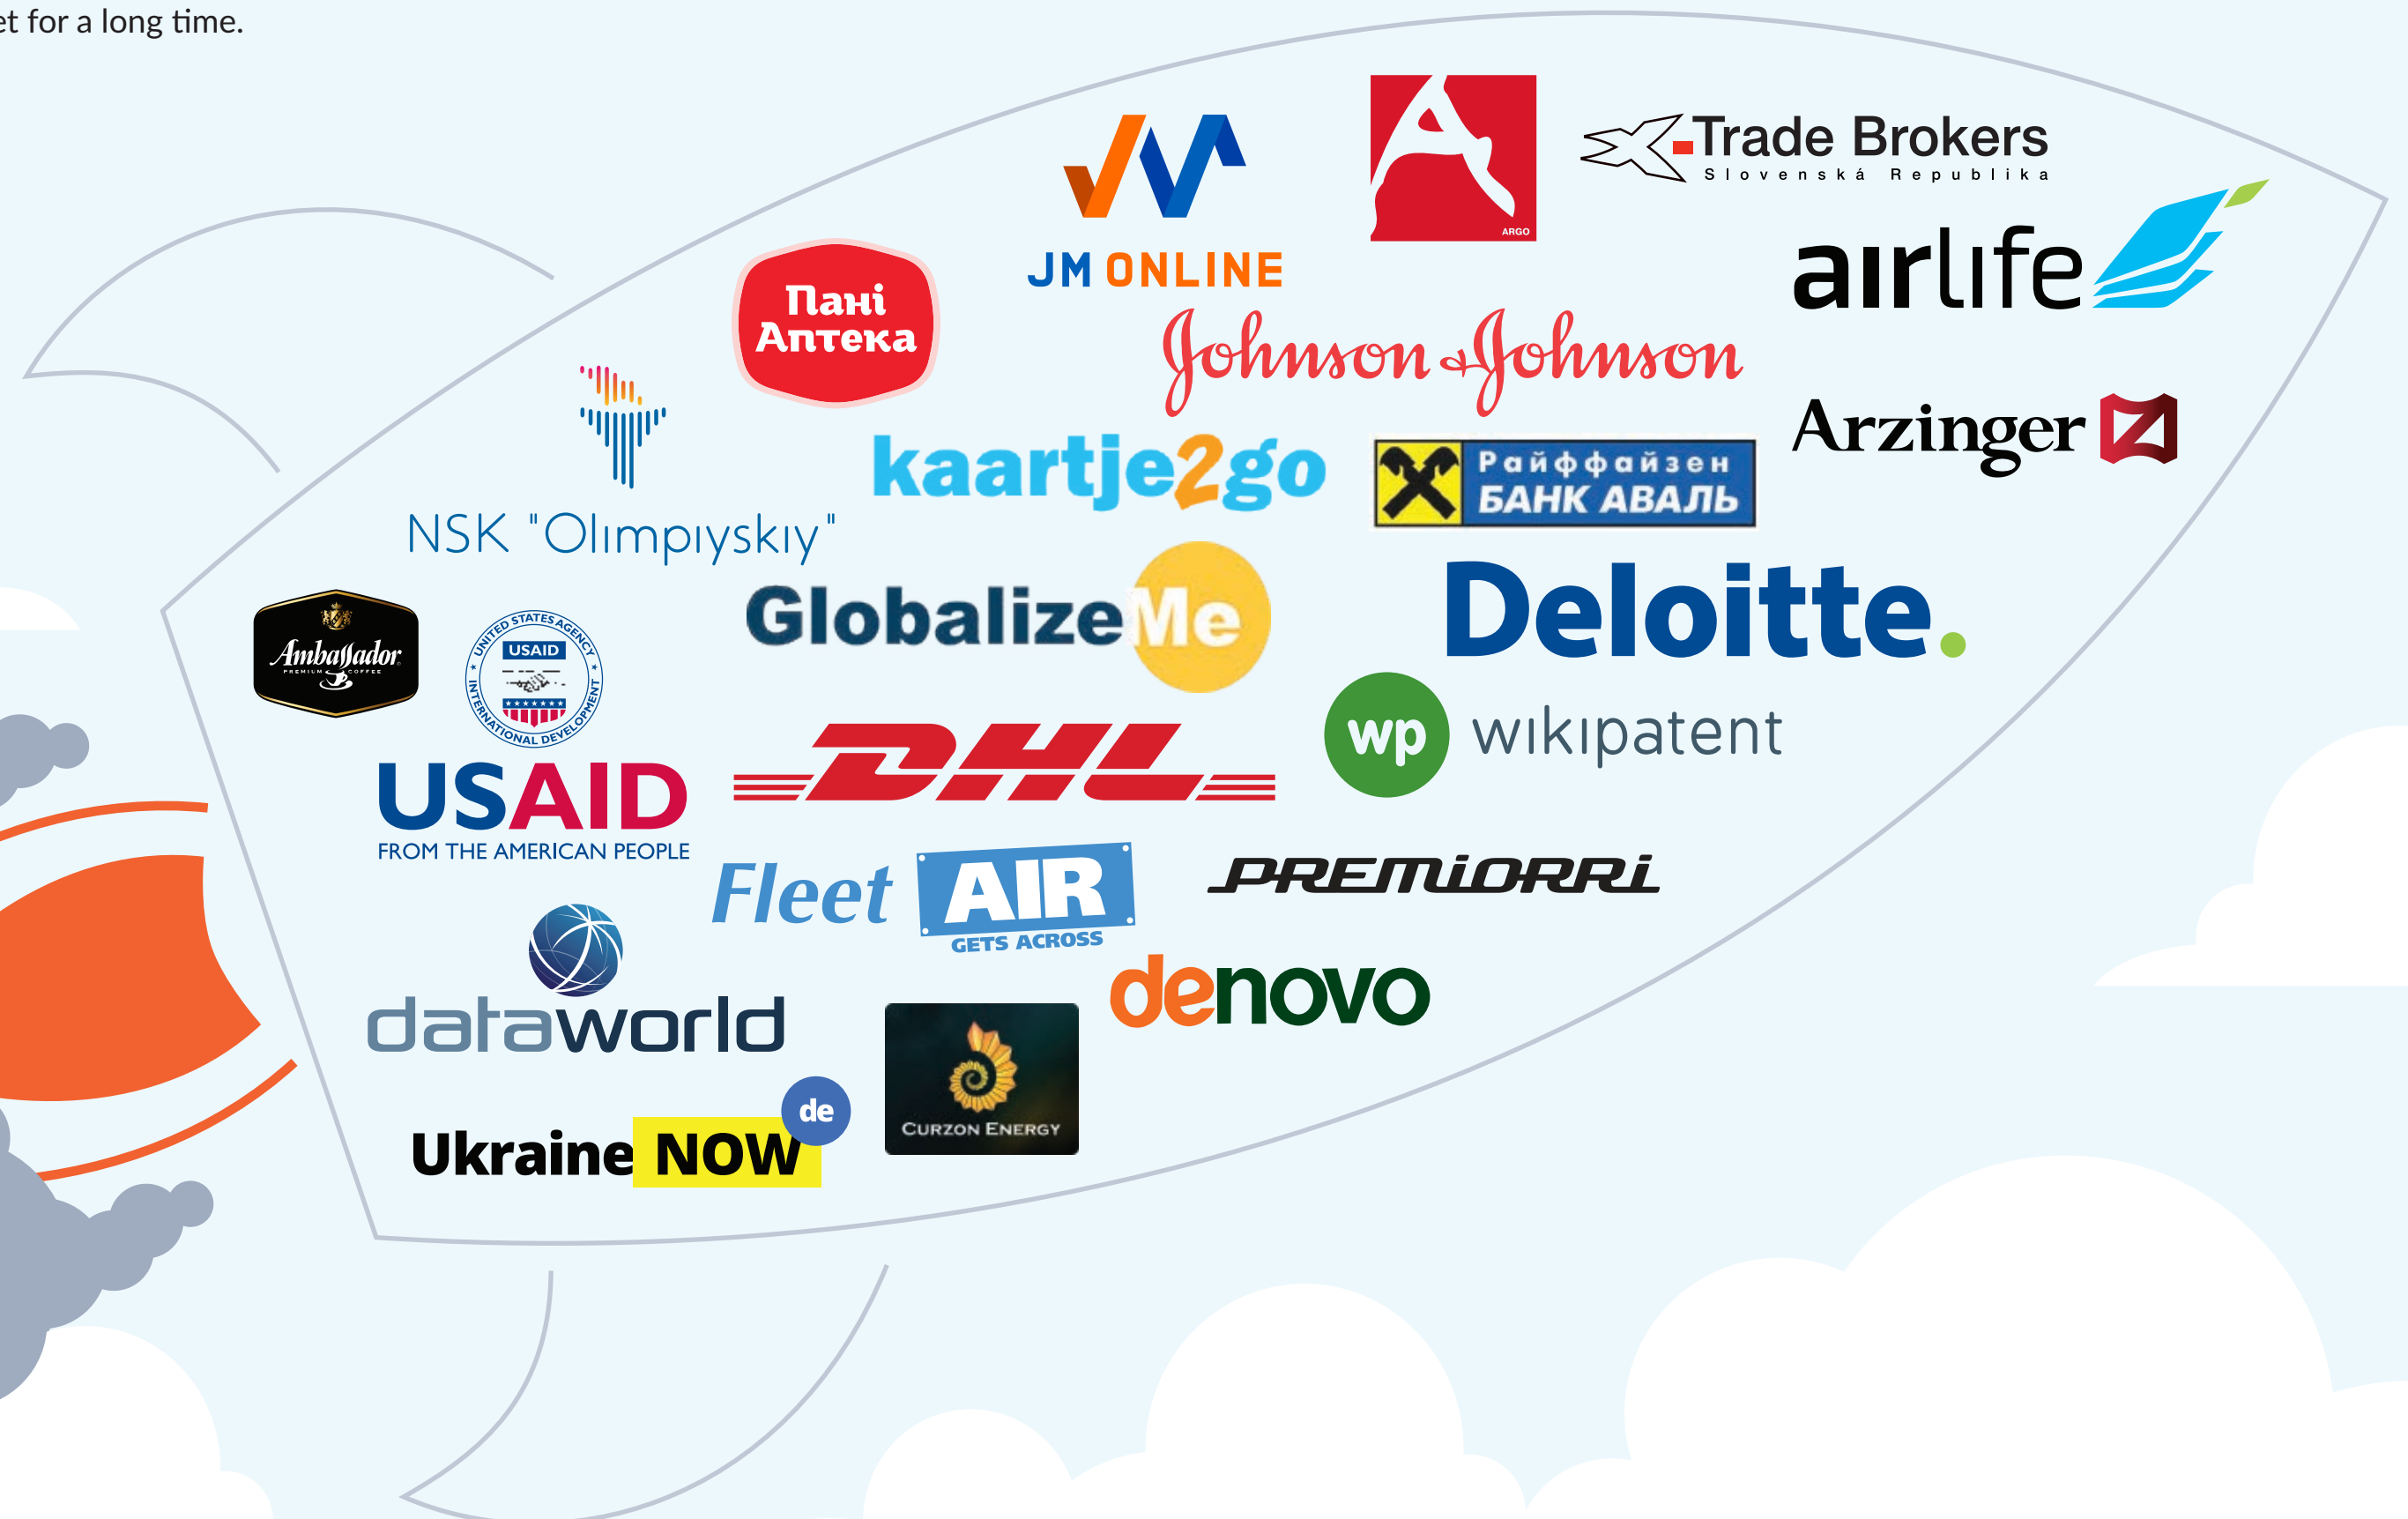 et for a long time.
JM ONLINE
ARGO
Trade Brokers
Slovenská Republika
airlife
Пані
Аптека
Johnson & Johnson
Arzinger
kaartje2go
Райффайзен
БАНК АВАЛЬ
NSK "Olimpiyskiy"
GlobalizeMe
Deloitte.
Ambassador
PREMIUM COFFEE
UNITED STATES AGENCY
USAID
INTERNATIONAL DEVELOPMENT
USAID
FROM THE AMERICAN PEOPLE
DHL
wp wikipatent
Fleet AIR
GETS ACROSS
PREMiORRi
dataworld
denovo
CURZON ENERGY
de
Ukraine NOW